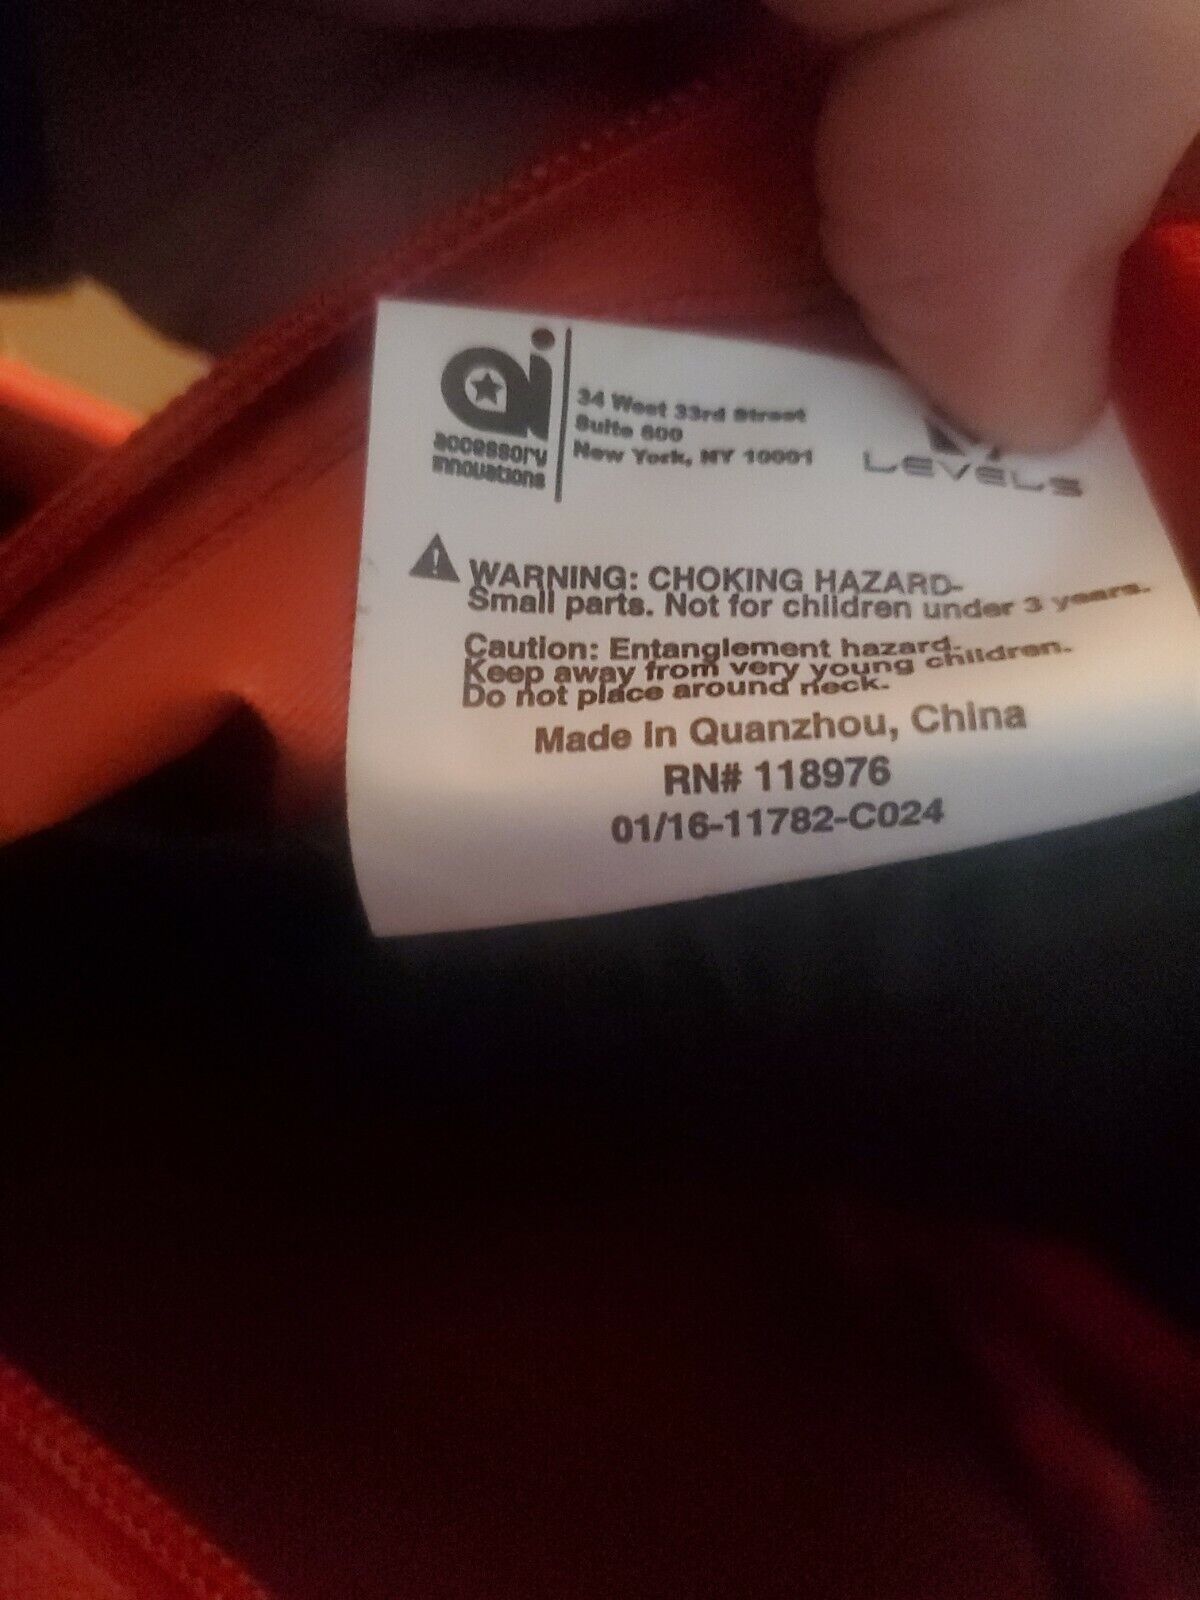 ai
accessory
innovations
34 West 33rd Street
Suite 600
New York, NY 10001
LEVELS
WARNING: CHOKING HAZARD-
Small parts. Not for children under 3 years.
Caution: Entanglement hazard.
Keep away from very young children.
Do not place around neck.
Made In Quanzhou, China
RN# 118976
01/16-11782-C024